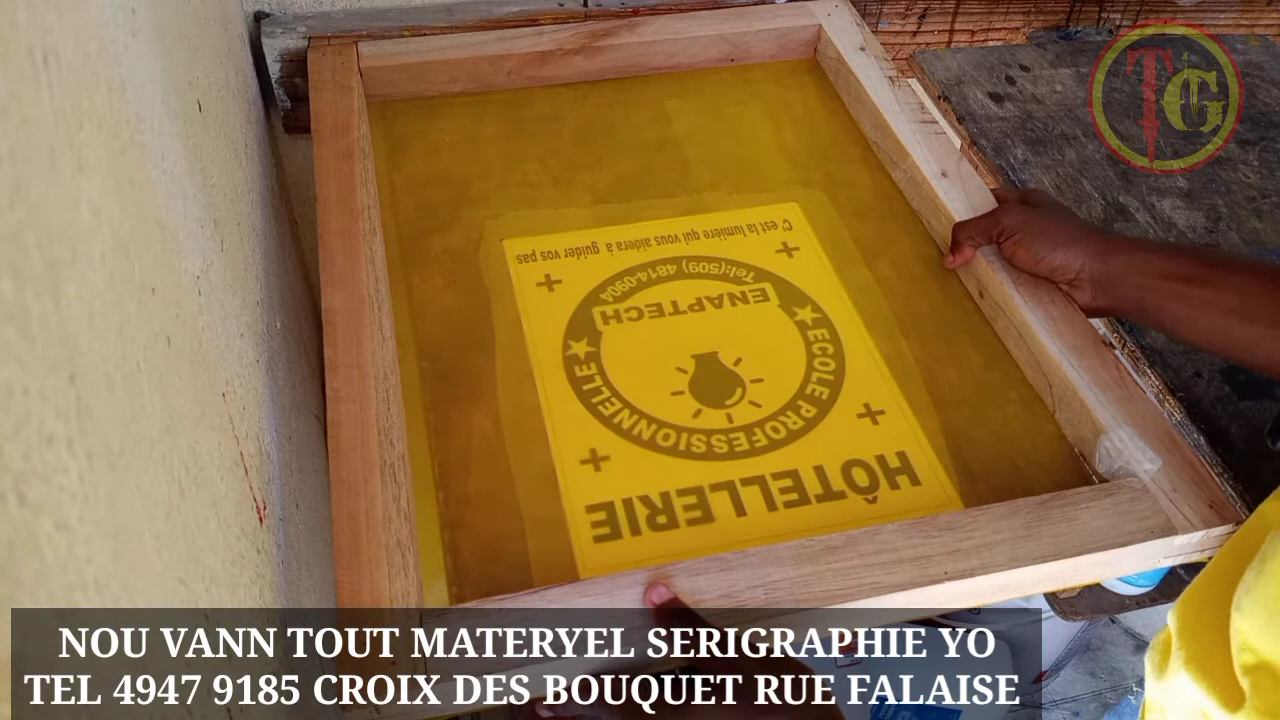 TG
C'est la lumière qui vous aidera à guider vos pas
Tel:(509) 4814-0904
ENAPTECH
ECOLE PROFESSIONNELLE
HÔTELLERIE
NOU VANN TOUT MATERYEL SERIGRAPHIE YO
TEL 4947 9185 CROIX DES BOUQUET RUE FALAISE